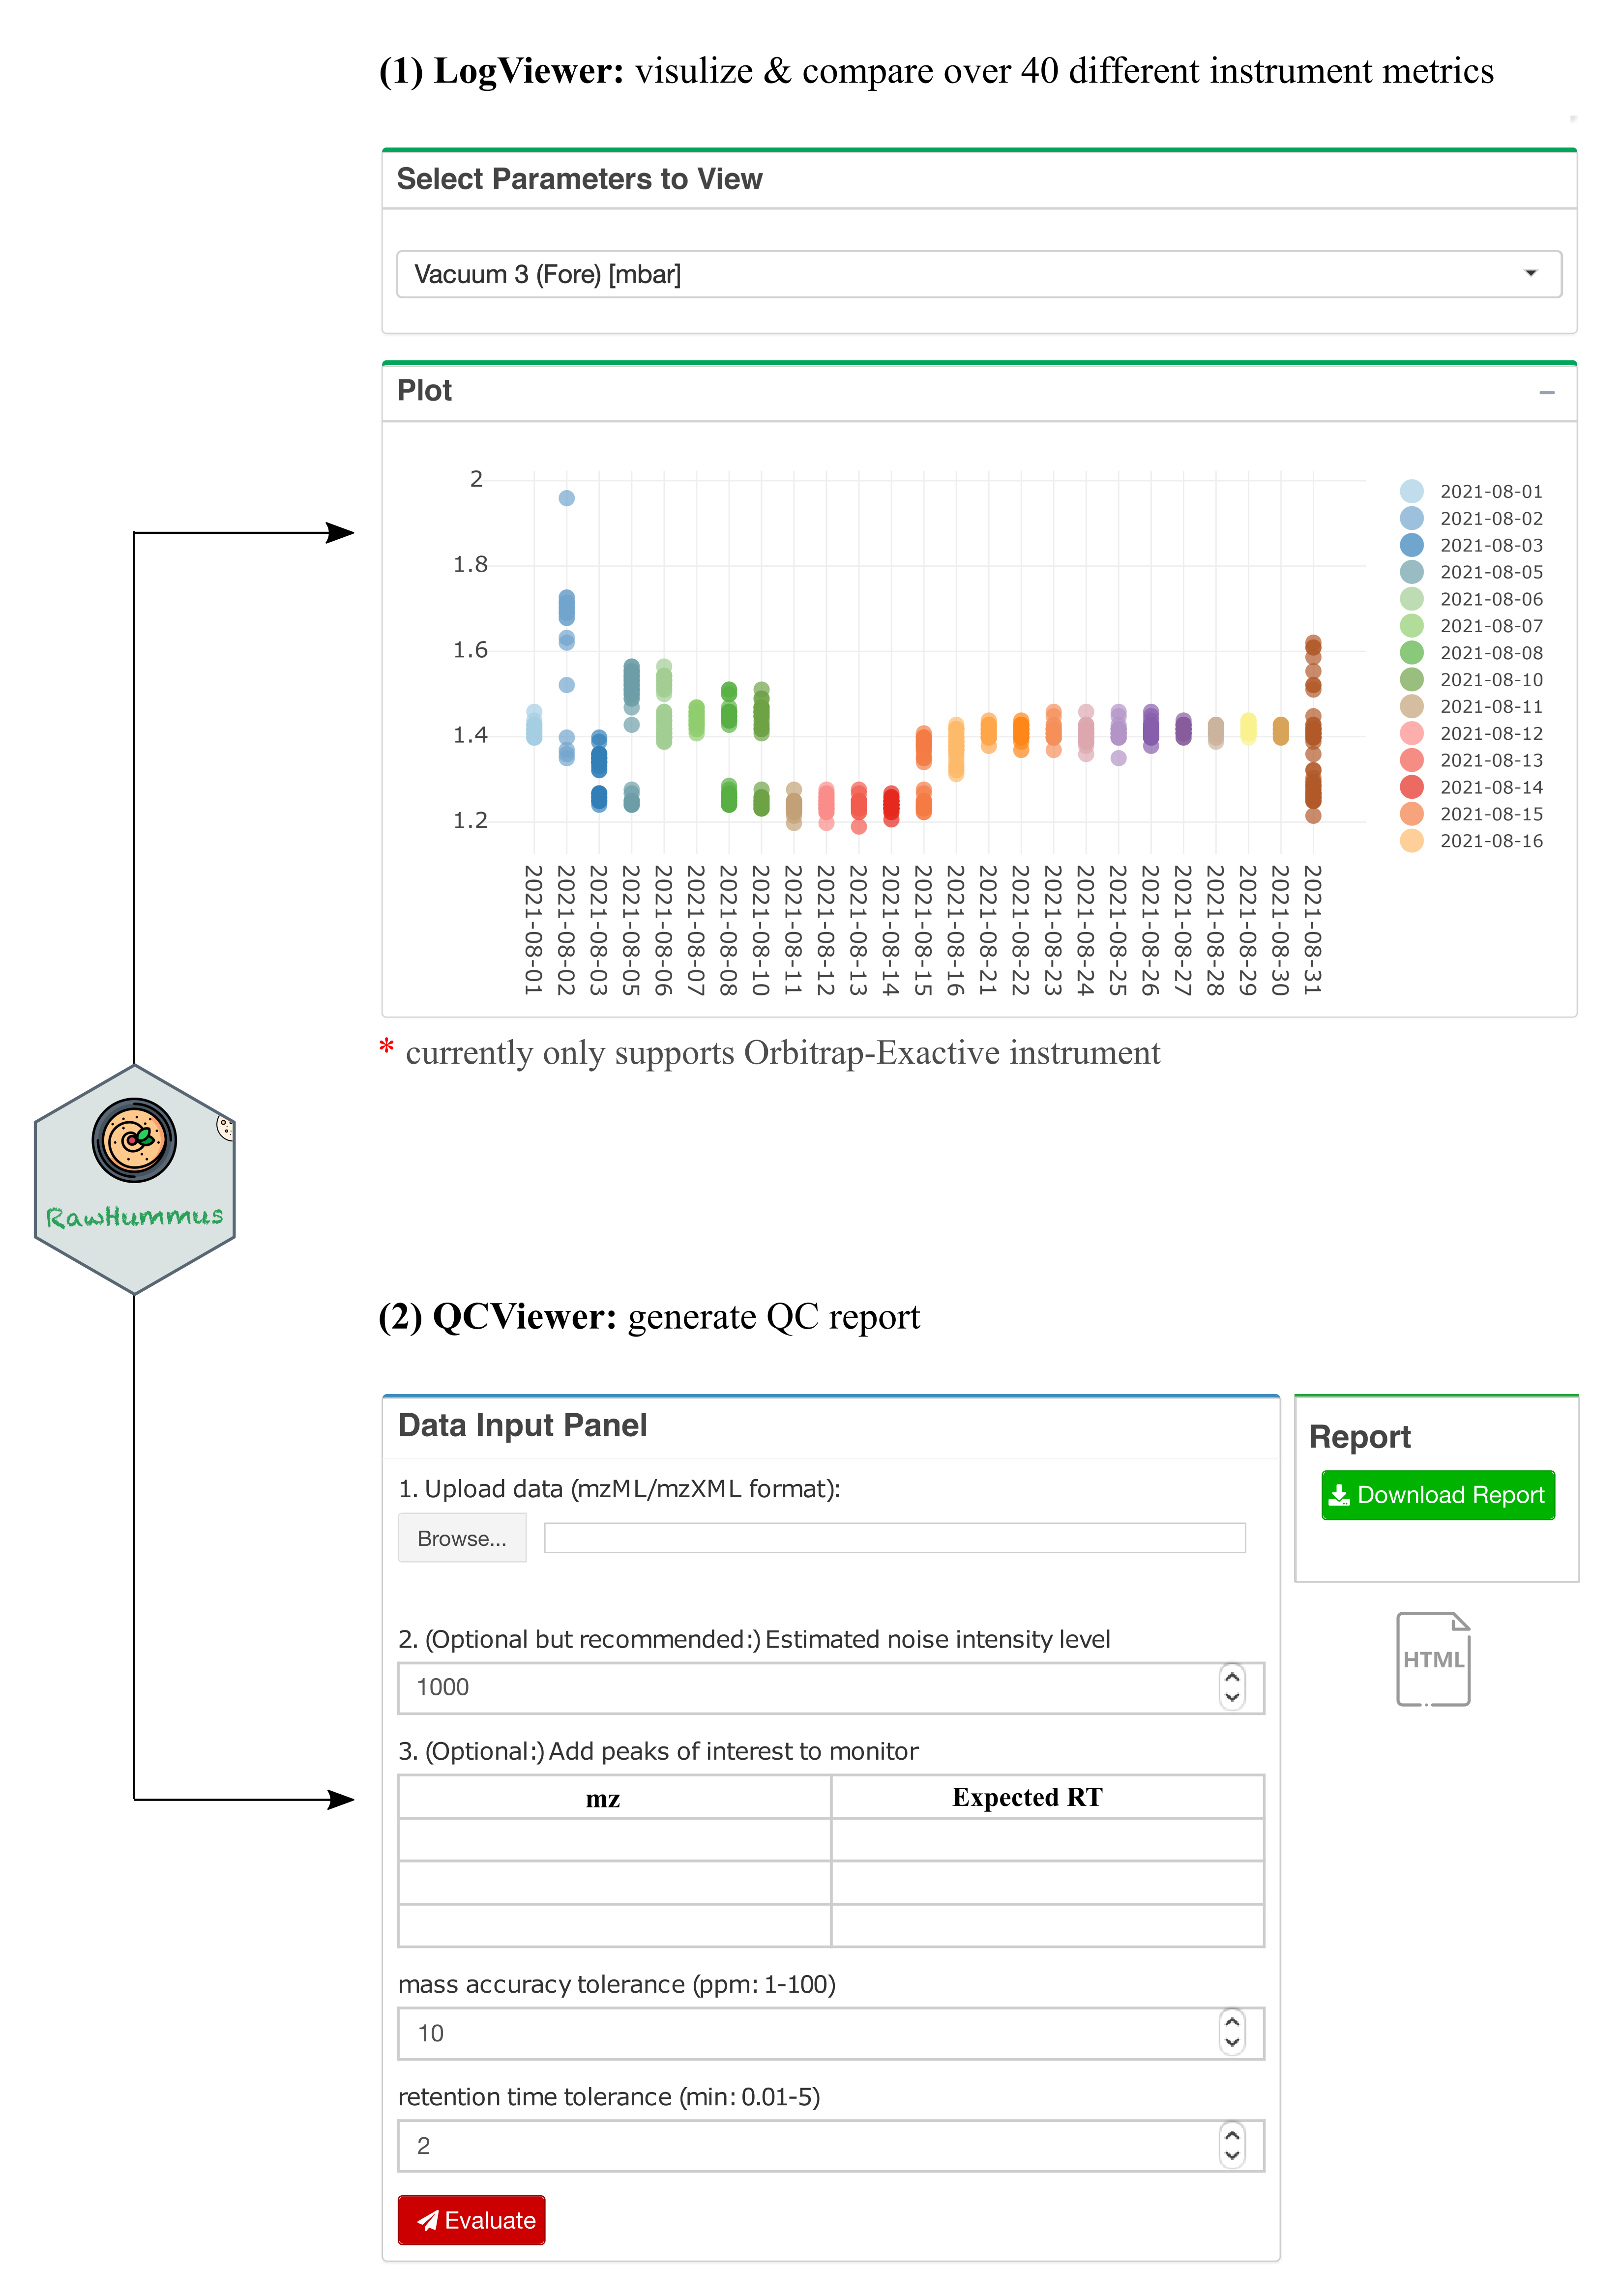 (1) LogViewer: visulize & compare over 40 different instrument metrics
Select Parameters to View
Vacuum 3 (Fore) [mbar]
Plot
2
1.8
1.6
1.4
1.2
2021-08-01
2021-08-02
2021-08-03
2021-08-05
2021-08-06
2021-08-07
2021-08-08
2021-08-10
2021-08-11
2021-08-12
2021-08-13
2021-08-14
2021-08-15
2021-08-16
2021-08-01
2021-08-02
2021-08-03
2021-08-05
2021-08-06
2021-08-07
2021-08-08
2021-08-10
2021-08-11
2021-08-12
2021-08-13
2021-08-14
2021-08-15
2021-08-16
2021-08-21
2021-08-22
2021-08-23
2021-08-24
2021-08-25
2021-08-26
2021-08-27
2021-08-28
2021-08-29
2021-08-30
2021-08-31
* currently only supports Orbitrap-Exactive instrument
RawHummus
(2) QCViewer: generate QC report
Data Input Panel
1. Upload data (mzML/mzXML format):
Browse...
2. (Optional but recommended:) Estimated noise intensity level
1000
3. (Optional:) Add peaks of interest to monitor
mz Expected RT
mass accuracy tolerance (ppm: 1-100)
10
retention time tolerance (min: 0.01-5)
2
Evaluate
Report
Download Report
HTML